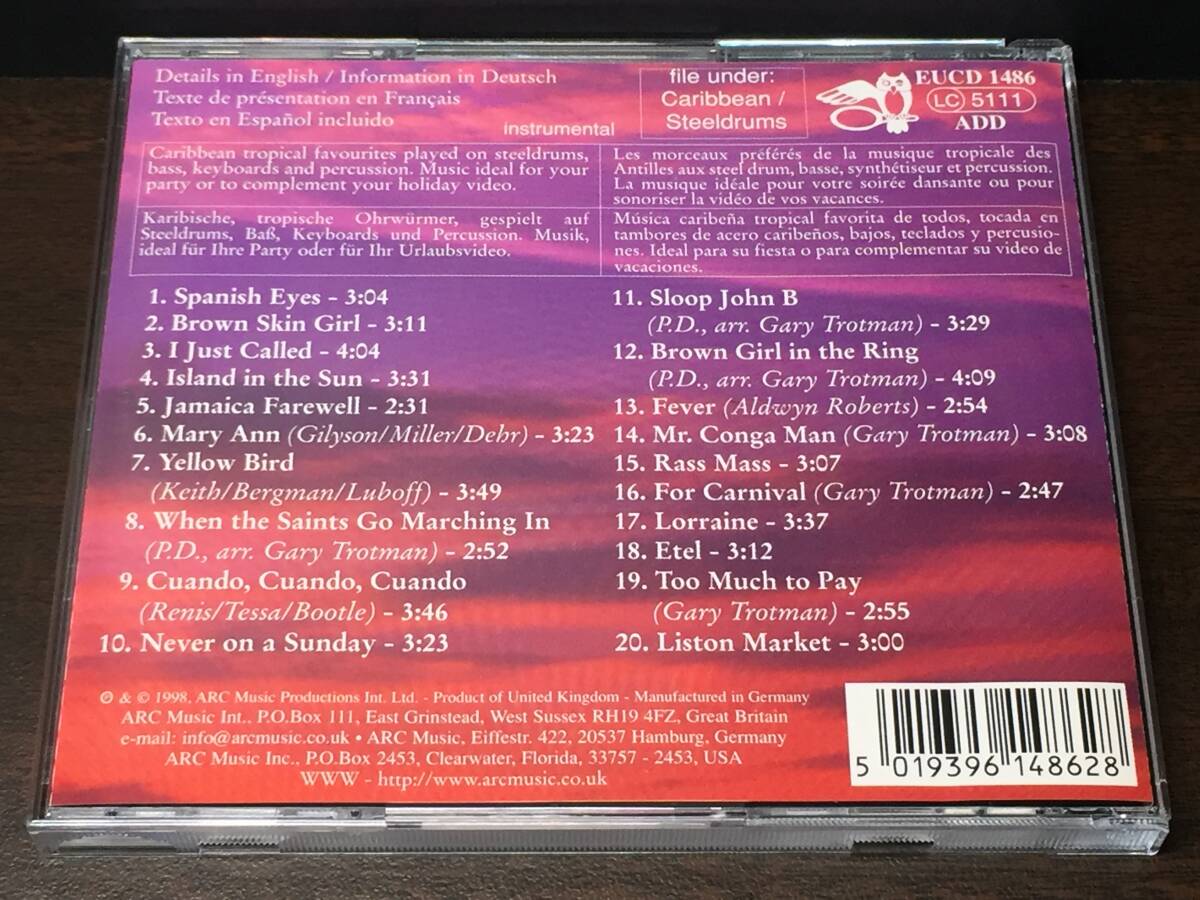 Details in English / Information in Deutsch
Texte de présentation en Français
Texto en Español incluido
instrumental
file under:
Caribbean /
Steeldrums
EUCD 1486
LC 5111
ADD
Caribbean tropical favourites played on steeldrums,
bass, keyboards and percussion. Music ideal for your
party or to complement your holiday video.
Les morceaux préférés de la musique tropicale des
Antilles aux steel drum, basse, synthétiseur et percussion.
La musique idéale pour votre soirée dansante ou pour
sonoriser la vidéo de vos vacances.
Karibische, tropische Ohrwürmer, gespielt auf
Steeldrums, Baß, Keyboards und Percussion. Musik,
ideal für Ihre Party oder für Ihr Urlaubsvideo.
Música caribeña tropical favorita de todos, tocada en
tambores de acero caribeños, bajos, teclados y percusio-
nes. Ideal para su fiesta o para complementar su video de
vacaciones.
1. Spanish Eyes - 3:04
2. Brown Skin Girl - 3:11
3. I Just Called - 4:04
4. Island in the Sun - 3:31
5. Jamaica Farewell - 2:31
6. Mary Ann (Gilyson/Miller/Dehr) - 3:23
7. Yellow Bird
(Keith/Bergman/Luboff) - 3:49
8. When the Saints Go Marching In
(P.D., arr. Gary Trotman) - 2:52
9. Cuando, Cuando, Cuando
(Renis/Tessa/Bootle) - 3:46
10. Never on a Sunday - 3:23
11. Sloop John B
(P.D., arr. Gary Trotman) - 3:29
12. Brown Girl in the Ring
(P.D., arr. Gary Trotman) - 4:09
13. Fever (Aldwyn Roberts) - 2:54
14. Mr. Conga Man (Gary Trotman) - 3:08
15. Rass Mass - 3:07
16. For Carnival (Gary Trotman) - 2:47
17. Lorraine - 3:37
18. Etel - 3:12
19. Too Much to Pay
(Gary Trotman) - 2:55
20. Liston Market - 3:00
℗ & © 1998, ARC Music Productions Int. Ltd. - Product of United Kingdom - Manufactured in Germany
ARC Music Int., P.O.Box 111, East Grinstead, West Sussex RH19 4FZ, Great Britain
e-mail: info@arcmusic.co.uk • ARC Music, Eiffestr. 422, 20537 Hamburg, Germany
ARC Music Inc., P.O.Box 2453, Clearwater, Florida, 33757 - 2453, USA
WWW - http://www.arcmusic.co.uk
5 019396 148628